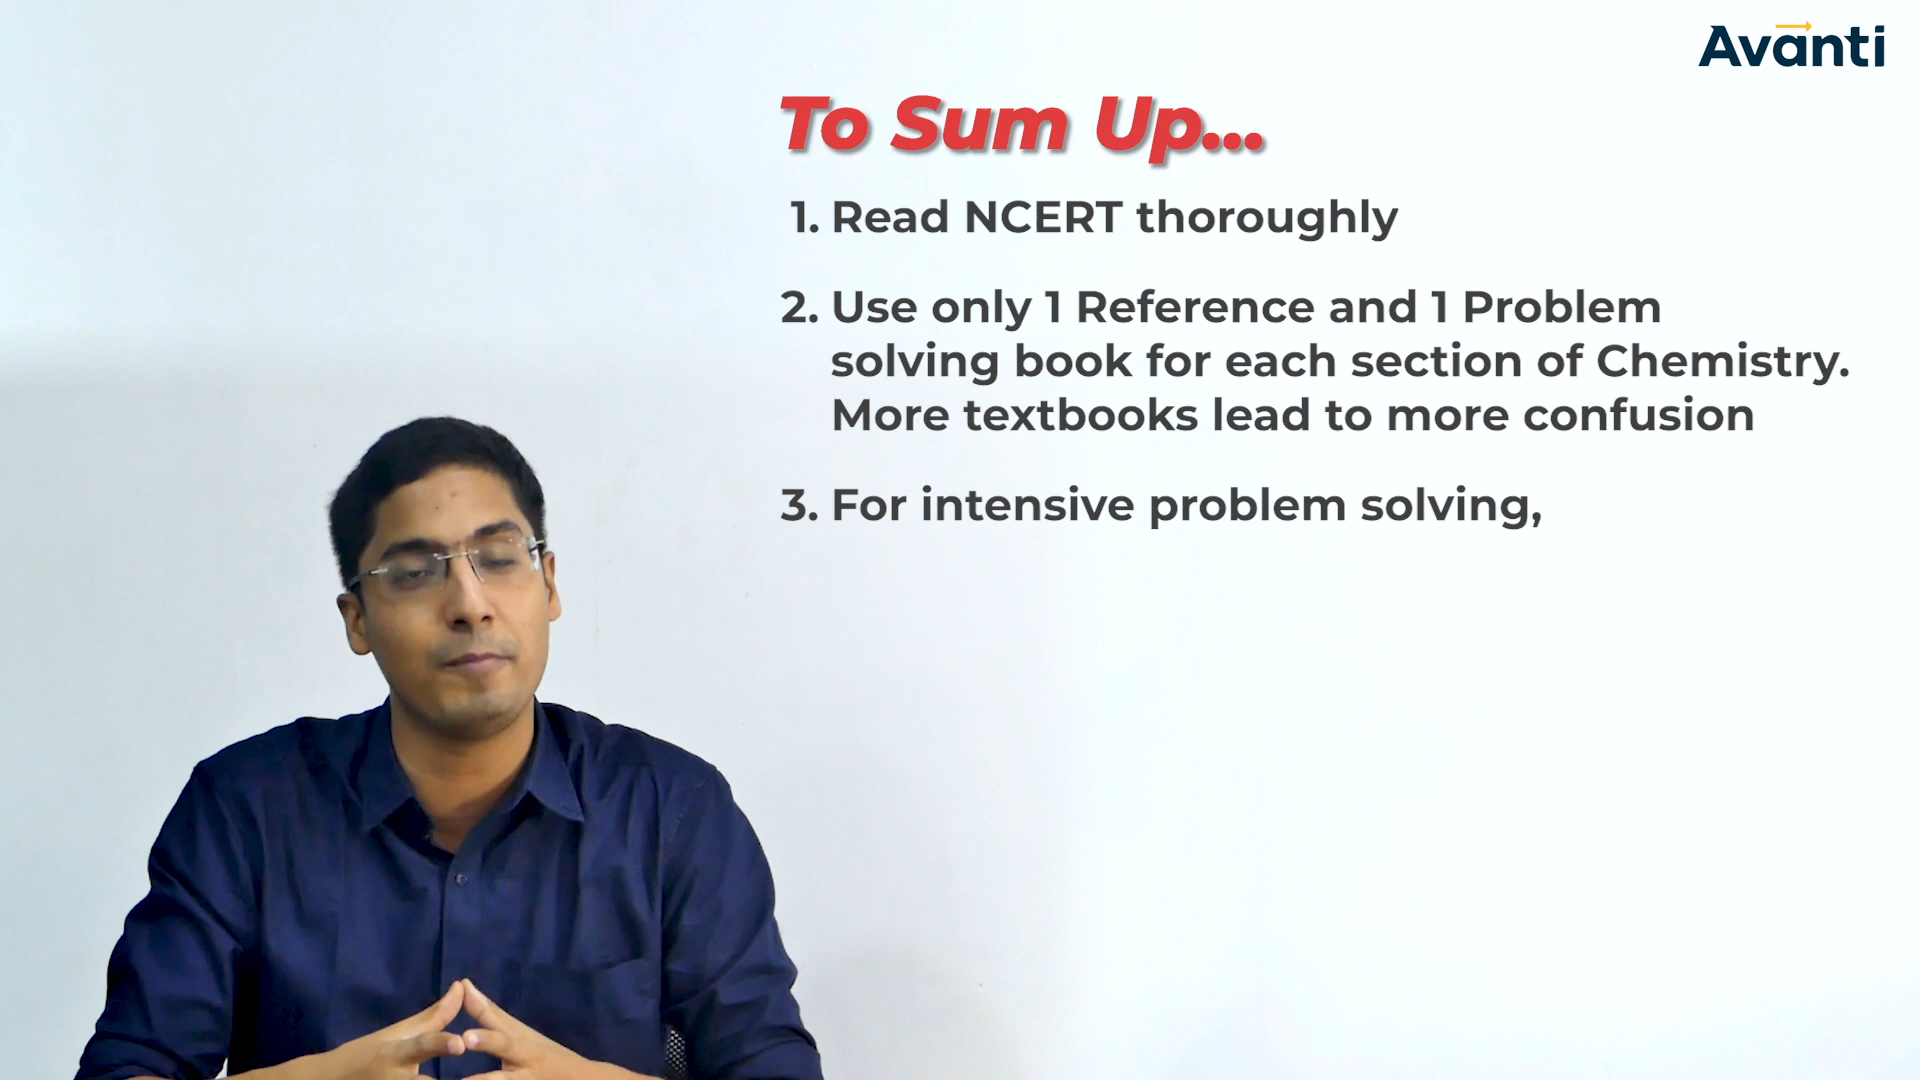 Avanti
To Sum Up...
1. Read NCERT thoroughly
2. Use only 1 Reference and 1 Problem
solving book for each section of Chemistry.
More textbooks lead to more confusion
3. For intensive problem solving,